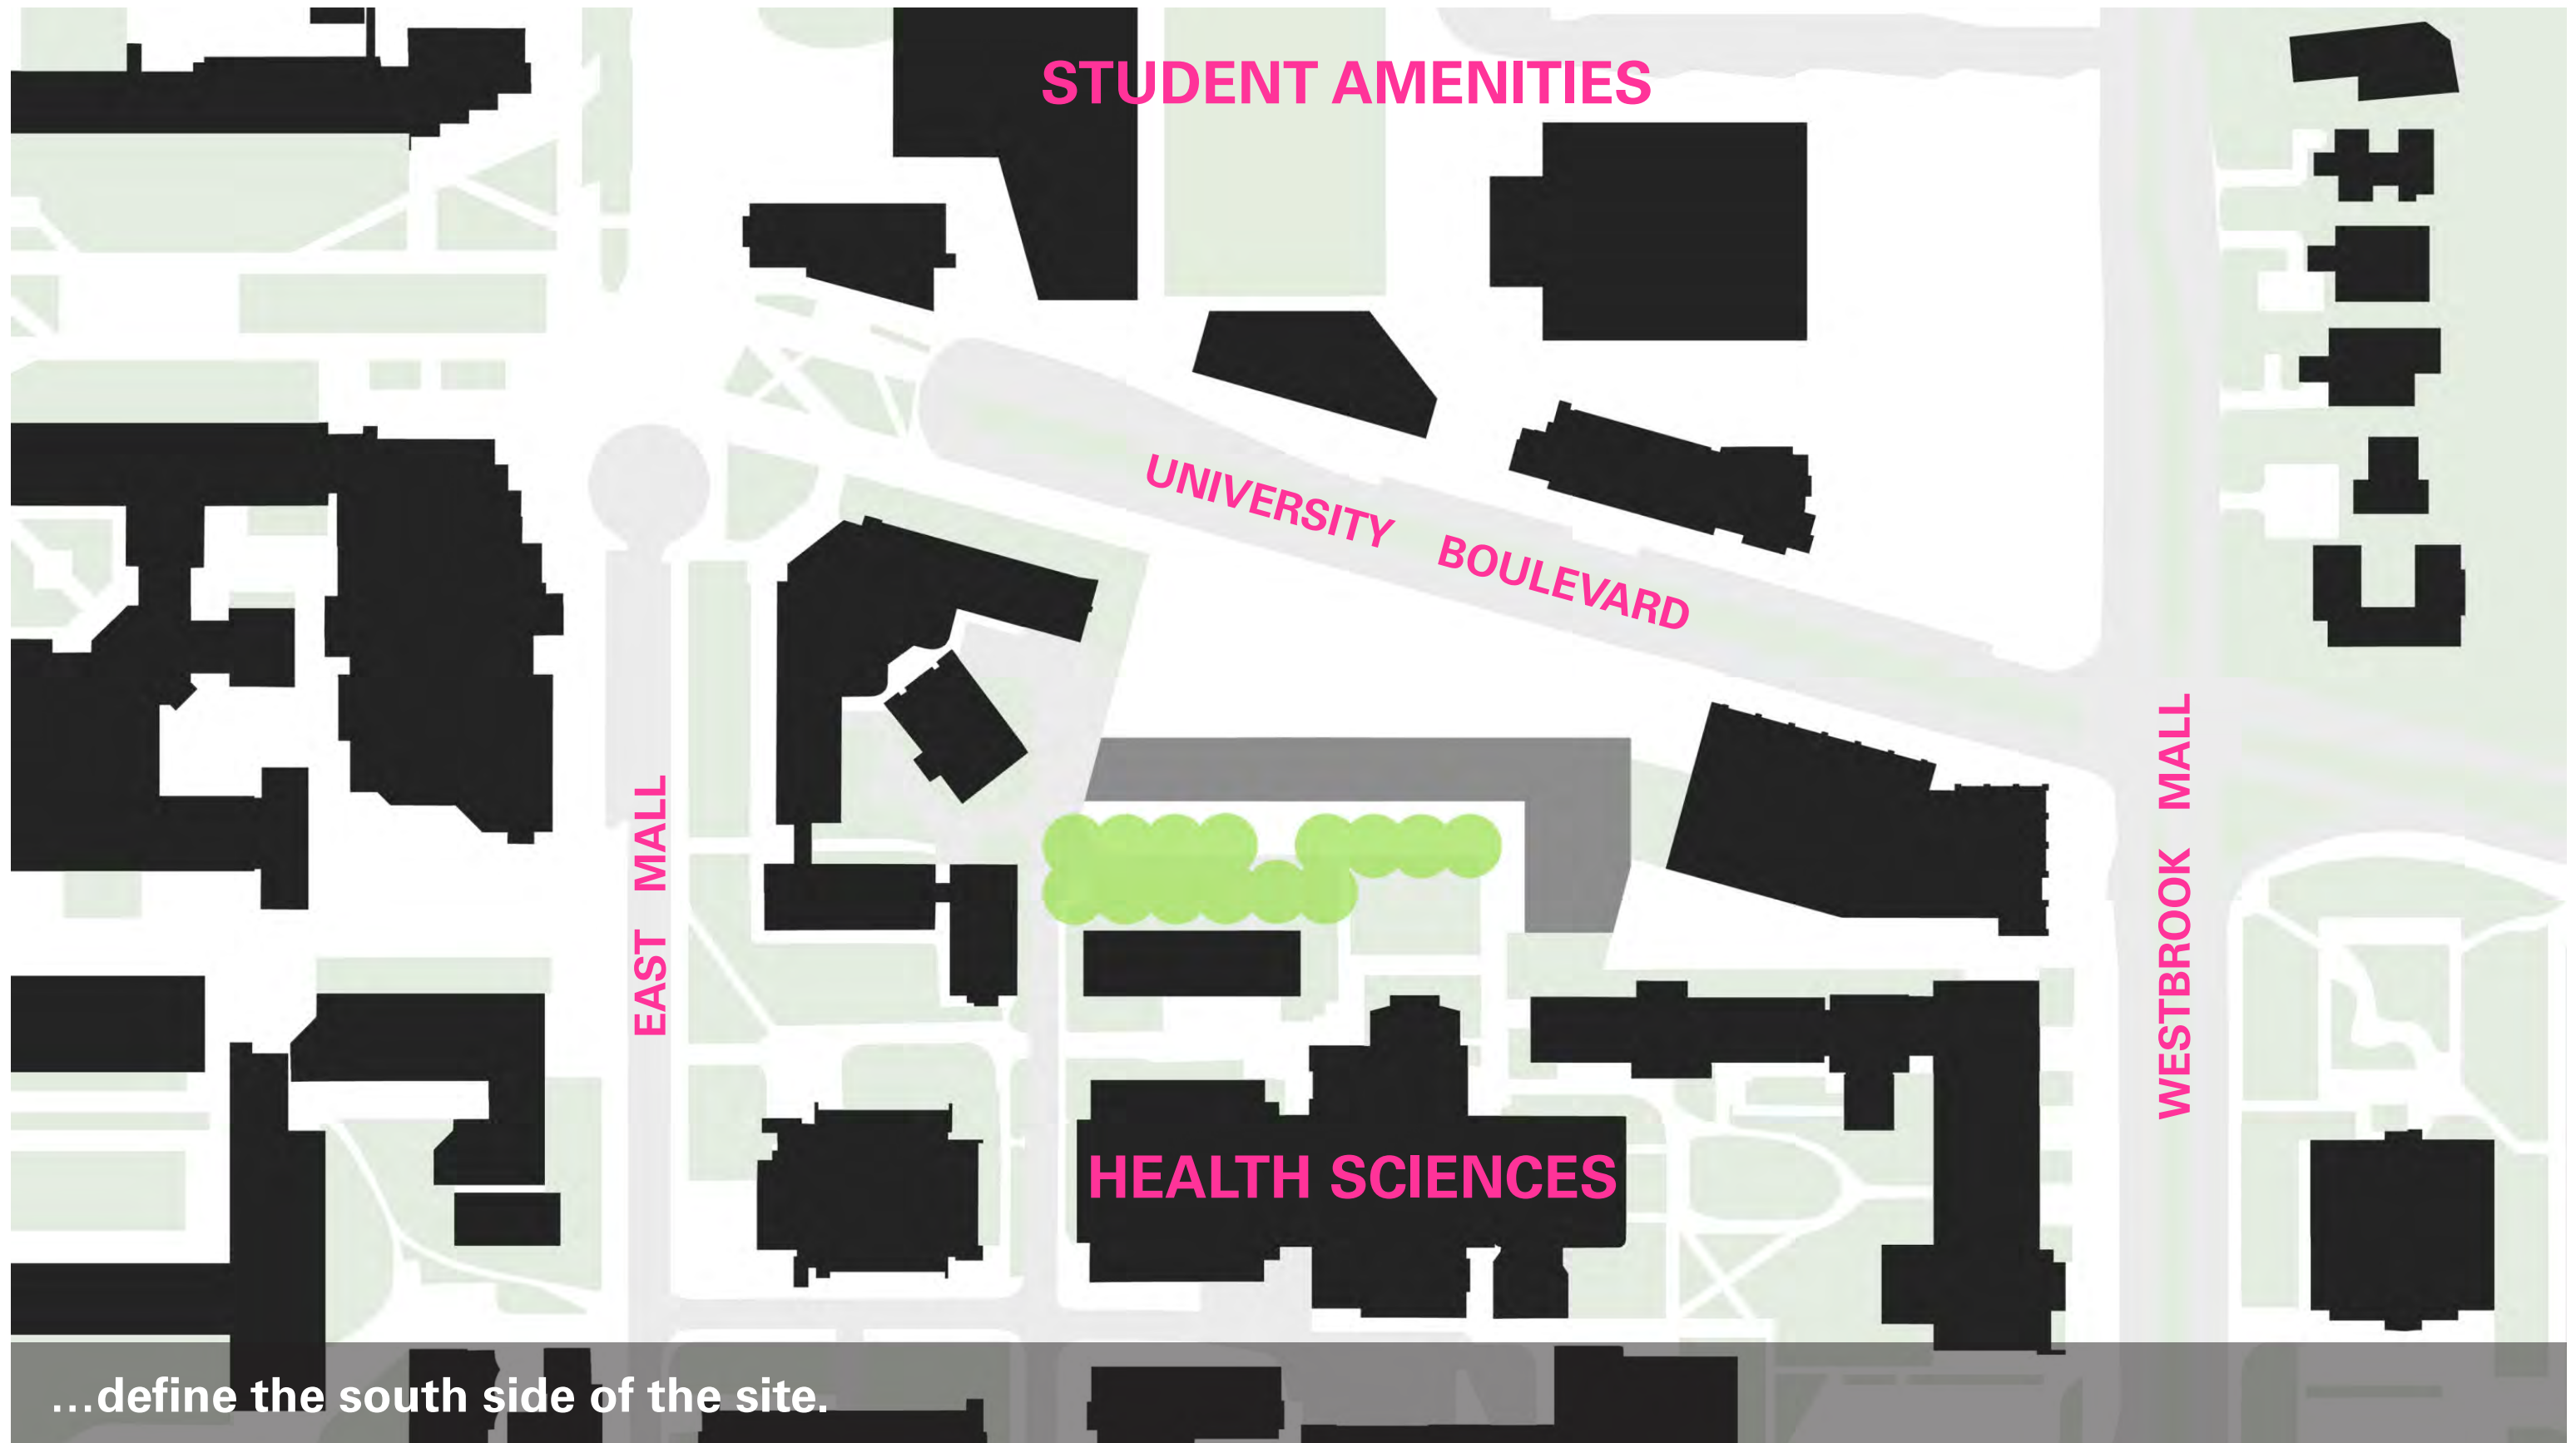 STUDENT AMENITIES
UNIVERSITY BOULEVARD
EAST MALL
WESTBROOK MALL
HEALTH SCIENCES
...define the south side of the site.